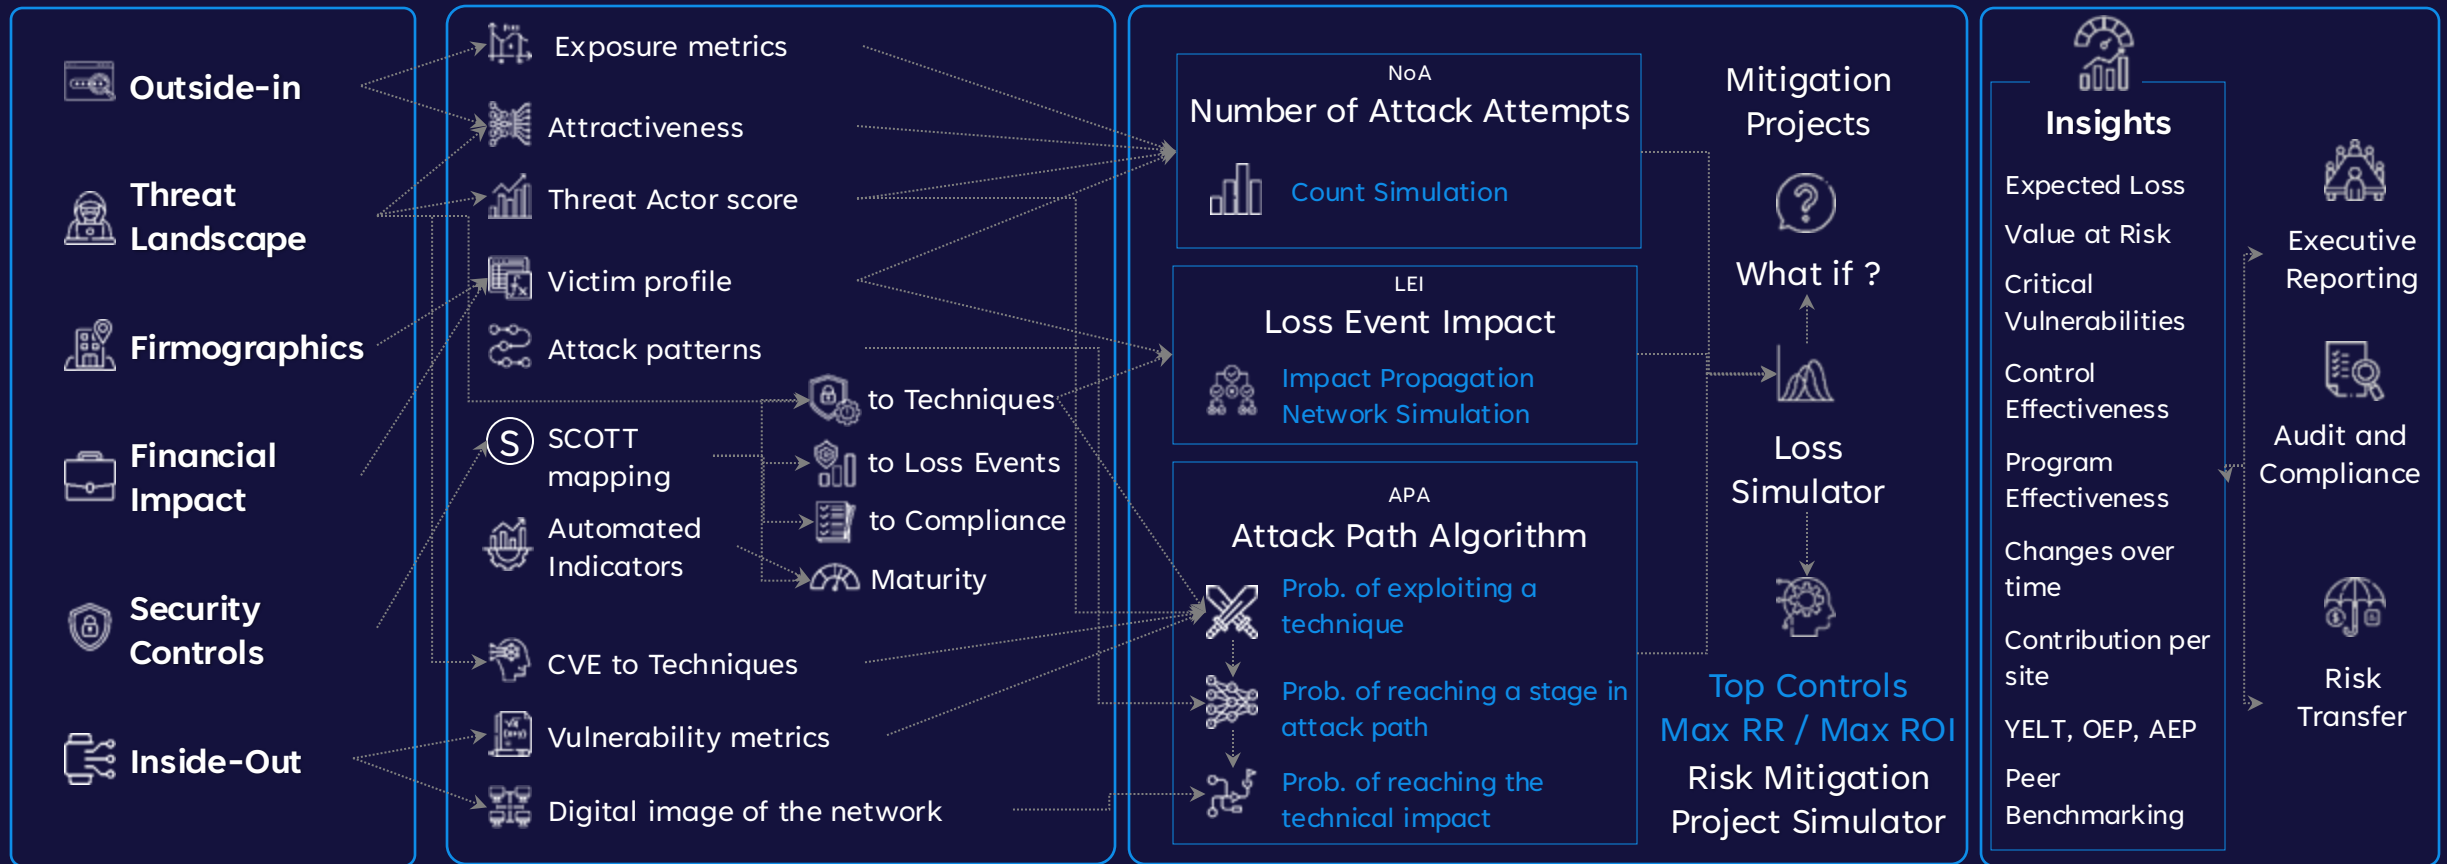 Outside-in
Threat
Landscape
Firmographics
Financial
Impact
Security
Controls
Inside-Out
Exposure metrics
Attractiveness
Threat Actor score
Victim profile
Attack patterns
S
SCOTT
mapping
Automated
Indicators
to Techniques
to Loss Events
to Compliance
Maturity
CVE to Techniques
Vulnerability metrics
Digital image of the network
NoA
Number of Attack Attempts
Count Simulation
LEI
Loss Event Impact
Impact Propagation
Network Simulation
APA
Attack Path Algorithm
Prob. of exploiting a
technique
Prob. of reaching a stage in
attack path
Prob. of reaching the
technical impact
Mitigation
Projects
?
What if ?
Loss
Simulator
Top Controls
Max RR / Max ROI
Risk Mitigation
Project Simulator
Insights
Expected Loss
Value at Risk
Critical
Vulnerabilities
Control
Effectiveness
Program
Effectiveness
Changes over
time
Contribution per
site
YELT, OEP, AEP
Peer
Benchmarking
Executive
Reporting
Audit and
Compliance
Risk
Transfer